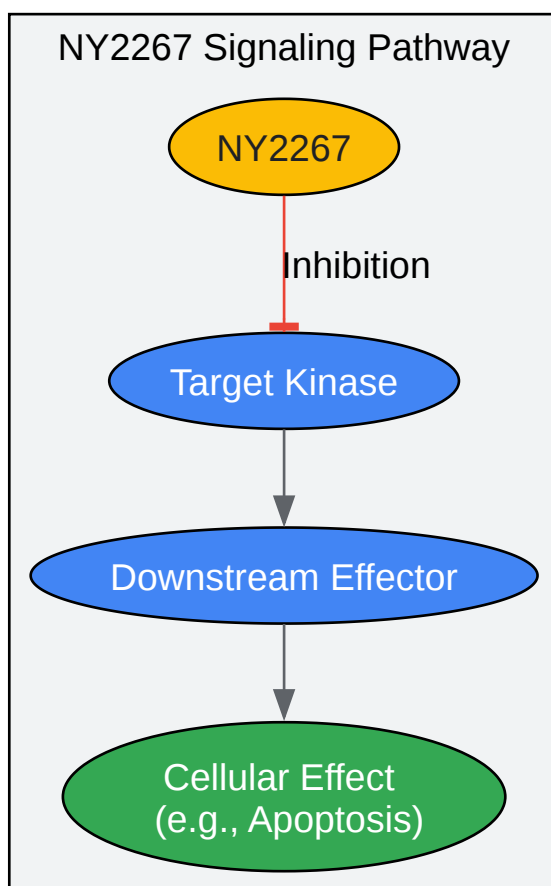 NY2267 Signaling Pathway
NY2267
Inhibition
Target Kinase
Downstream Effector
Cellular Effect
(e.g., Apoptosis)